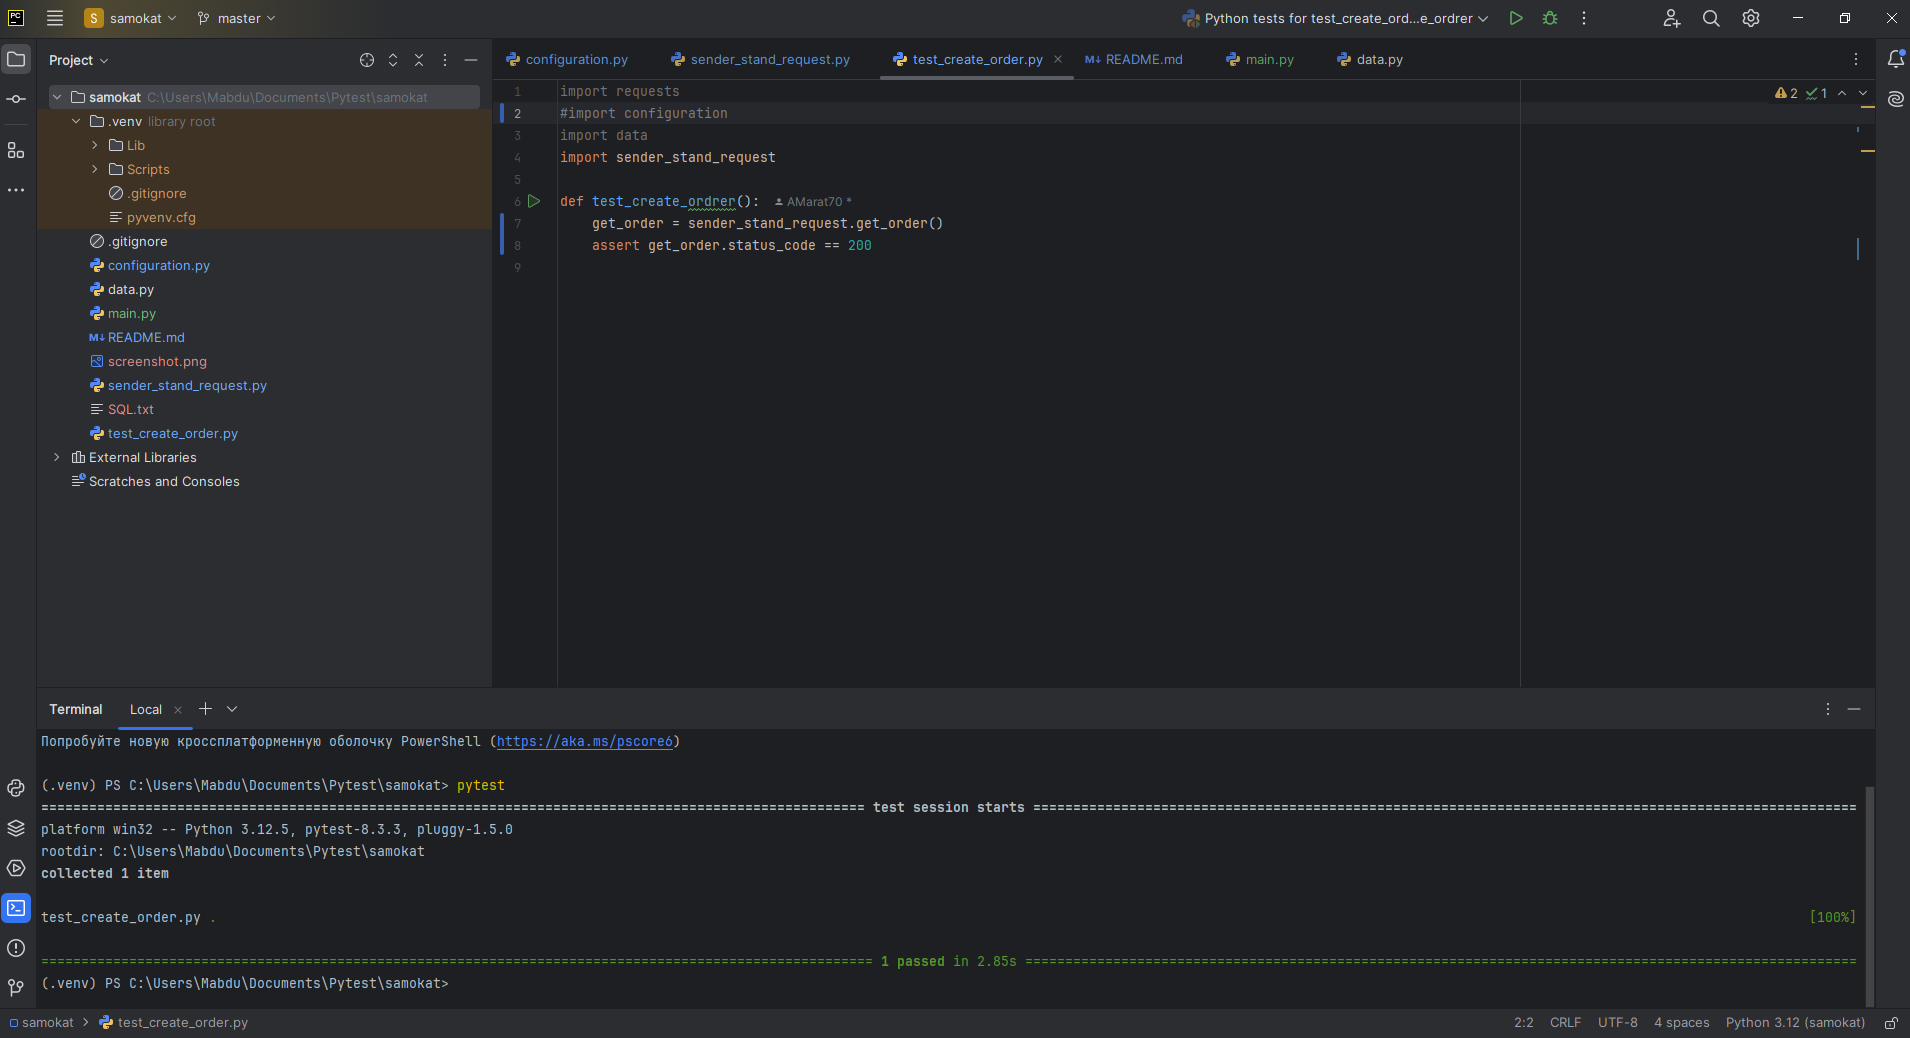 PC S samokat master Python tests for test_create_ord...e_ordrer
Project
configuration.py sender_stand_request.py test_create_order.py README.md main.py data.py
samokat C:\Users\Mabdu\Documents\Pytest\samokat
.venv library root
Lib
Scripts
.gitignore
pyvenv.cfg
.gitignore
configuration.py
data.py
main.py
M↓ README.md
screenshot.png
sender_stand_request.py
SQL.txt
test_create_order.py
External Libraries
Scratches and Consoles
1 import requests
2 #import configuration
3 import data
4 import sender_stand_request
5
6 def test_create_ordrer(): AMarat70 *
7 get_order = sender_stand_request.get_order()
8 assert get_order.status_code == 200
9
2 1
Terminal Local
Попробуйте новую кроссплатформенную оболочку PowerShell (https://aka.ms/pscore6)
(.venv) PS C:\Users\Mabdu\Documents\Pytest\samokat> pytest
======================================================================================================= test session starts =======================================================================================================
platform win32 -- Python 3.12.5, pytest-8.3.3, pluggy-1.5.0
rootdir: C:\Users\Mabdu\Documents\Pytest\samokat
collected 1 item
test_create_order.py . [100%]
======================================================================================================== 1 passed in 2.85s ========================================================================================================
(.venv) PS C:\Users\Mabdu\Documents\Pytest\samokat>
samokat > test_create_order.py 2:2 CRLF UTF-8 4 spaces Python 3.12 (samokat)